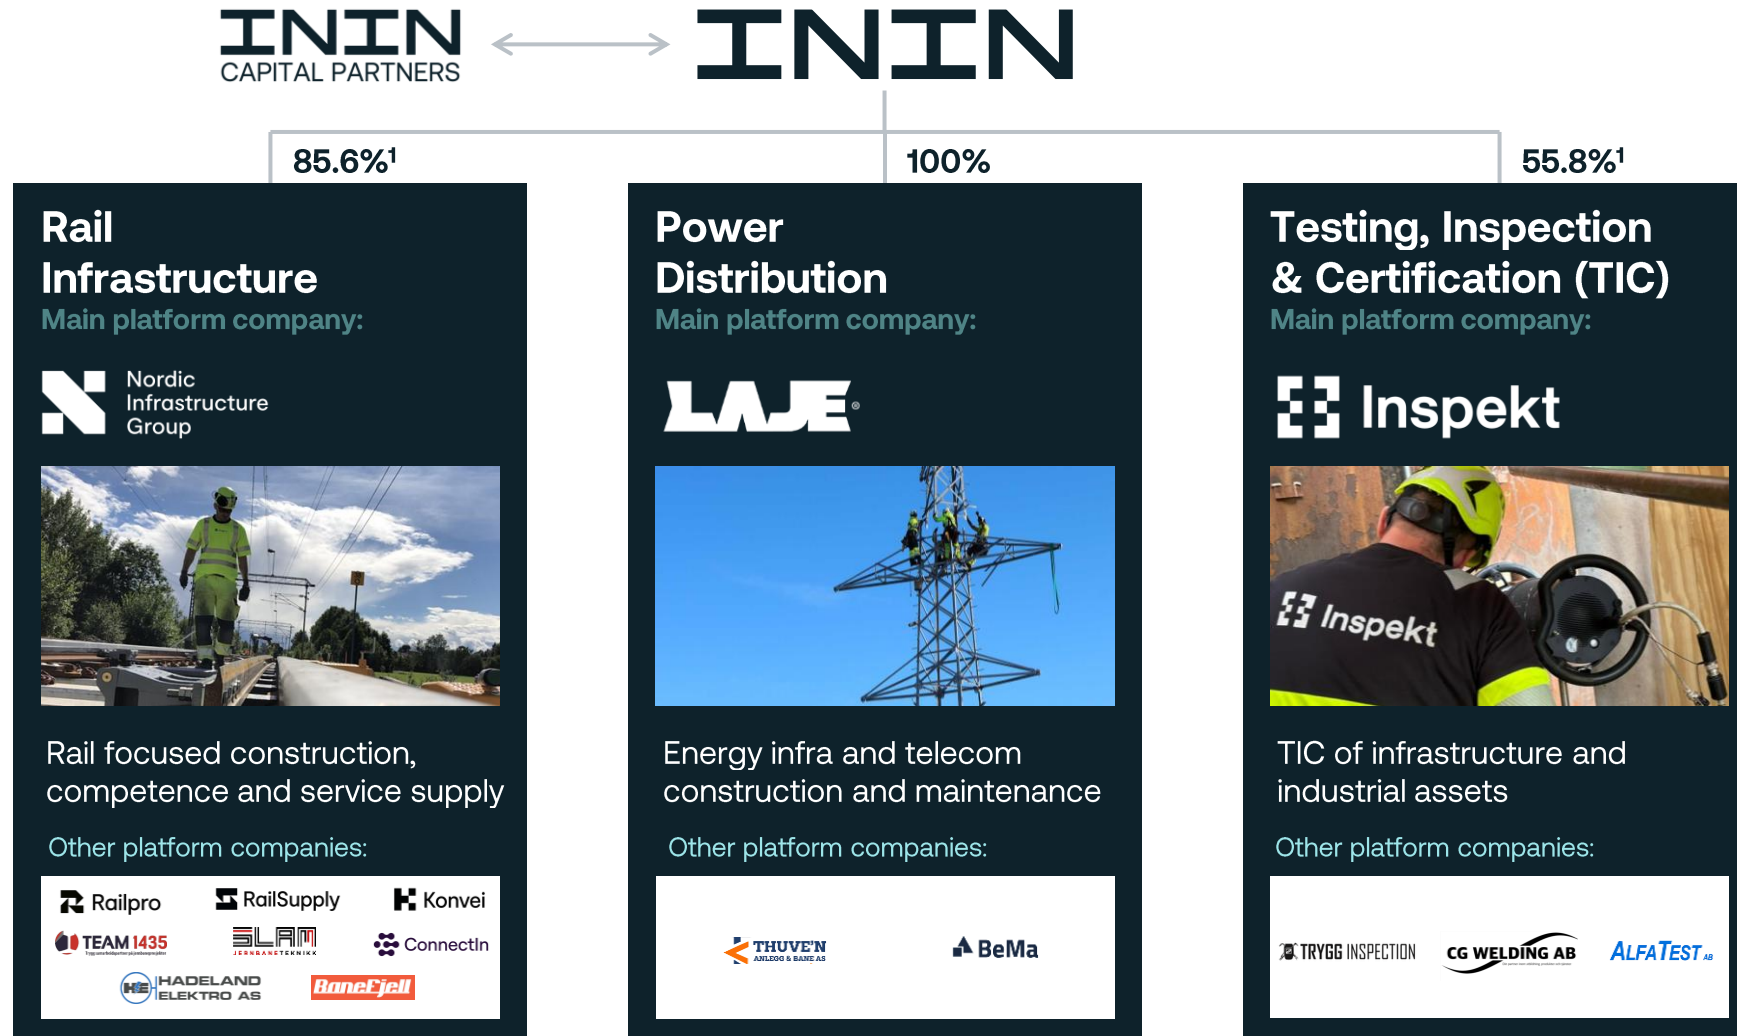 ININ
CAPITAL PARTNERS
ININ
85.6%¹
100%
55.8%¹
Rail
Infrastructure
Main platform company:
Nordic
Infrastructure
Group
Rail focused construction,
competence and service supply
Other platform companies:
Railpro
RailSupply
Konvei
TEAM 1435
SLAM
JERNBANETEKNIKK
ConnectIn
H&E HADELAND
ELEKTRO AS
BaneFjell
Power
Distribution
Main platform company:
LAJE®
Energy infra and telecom
construction and maintenance
Other platform companies:
THUVE'N
ANLEGG & BANE AS
BeMa
Testing, Inspection
& Certification (TIC)
Main platform company:
Inspekt
Inspekt
TIC of infrastructure and
industrial assets
Other platform companies:
TRYGG INSPECTION
CG WELDING AB
ALFATEST AB